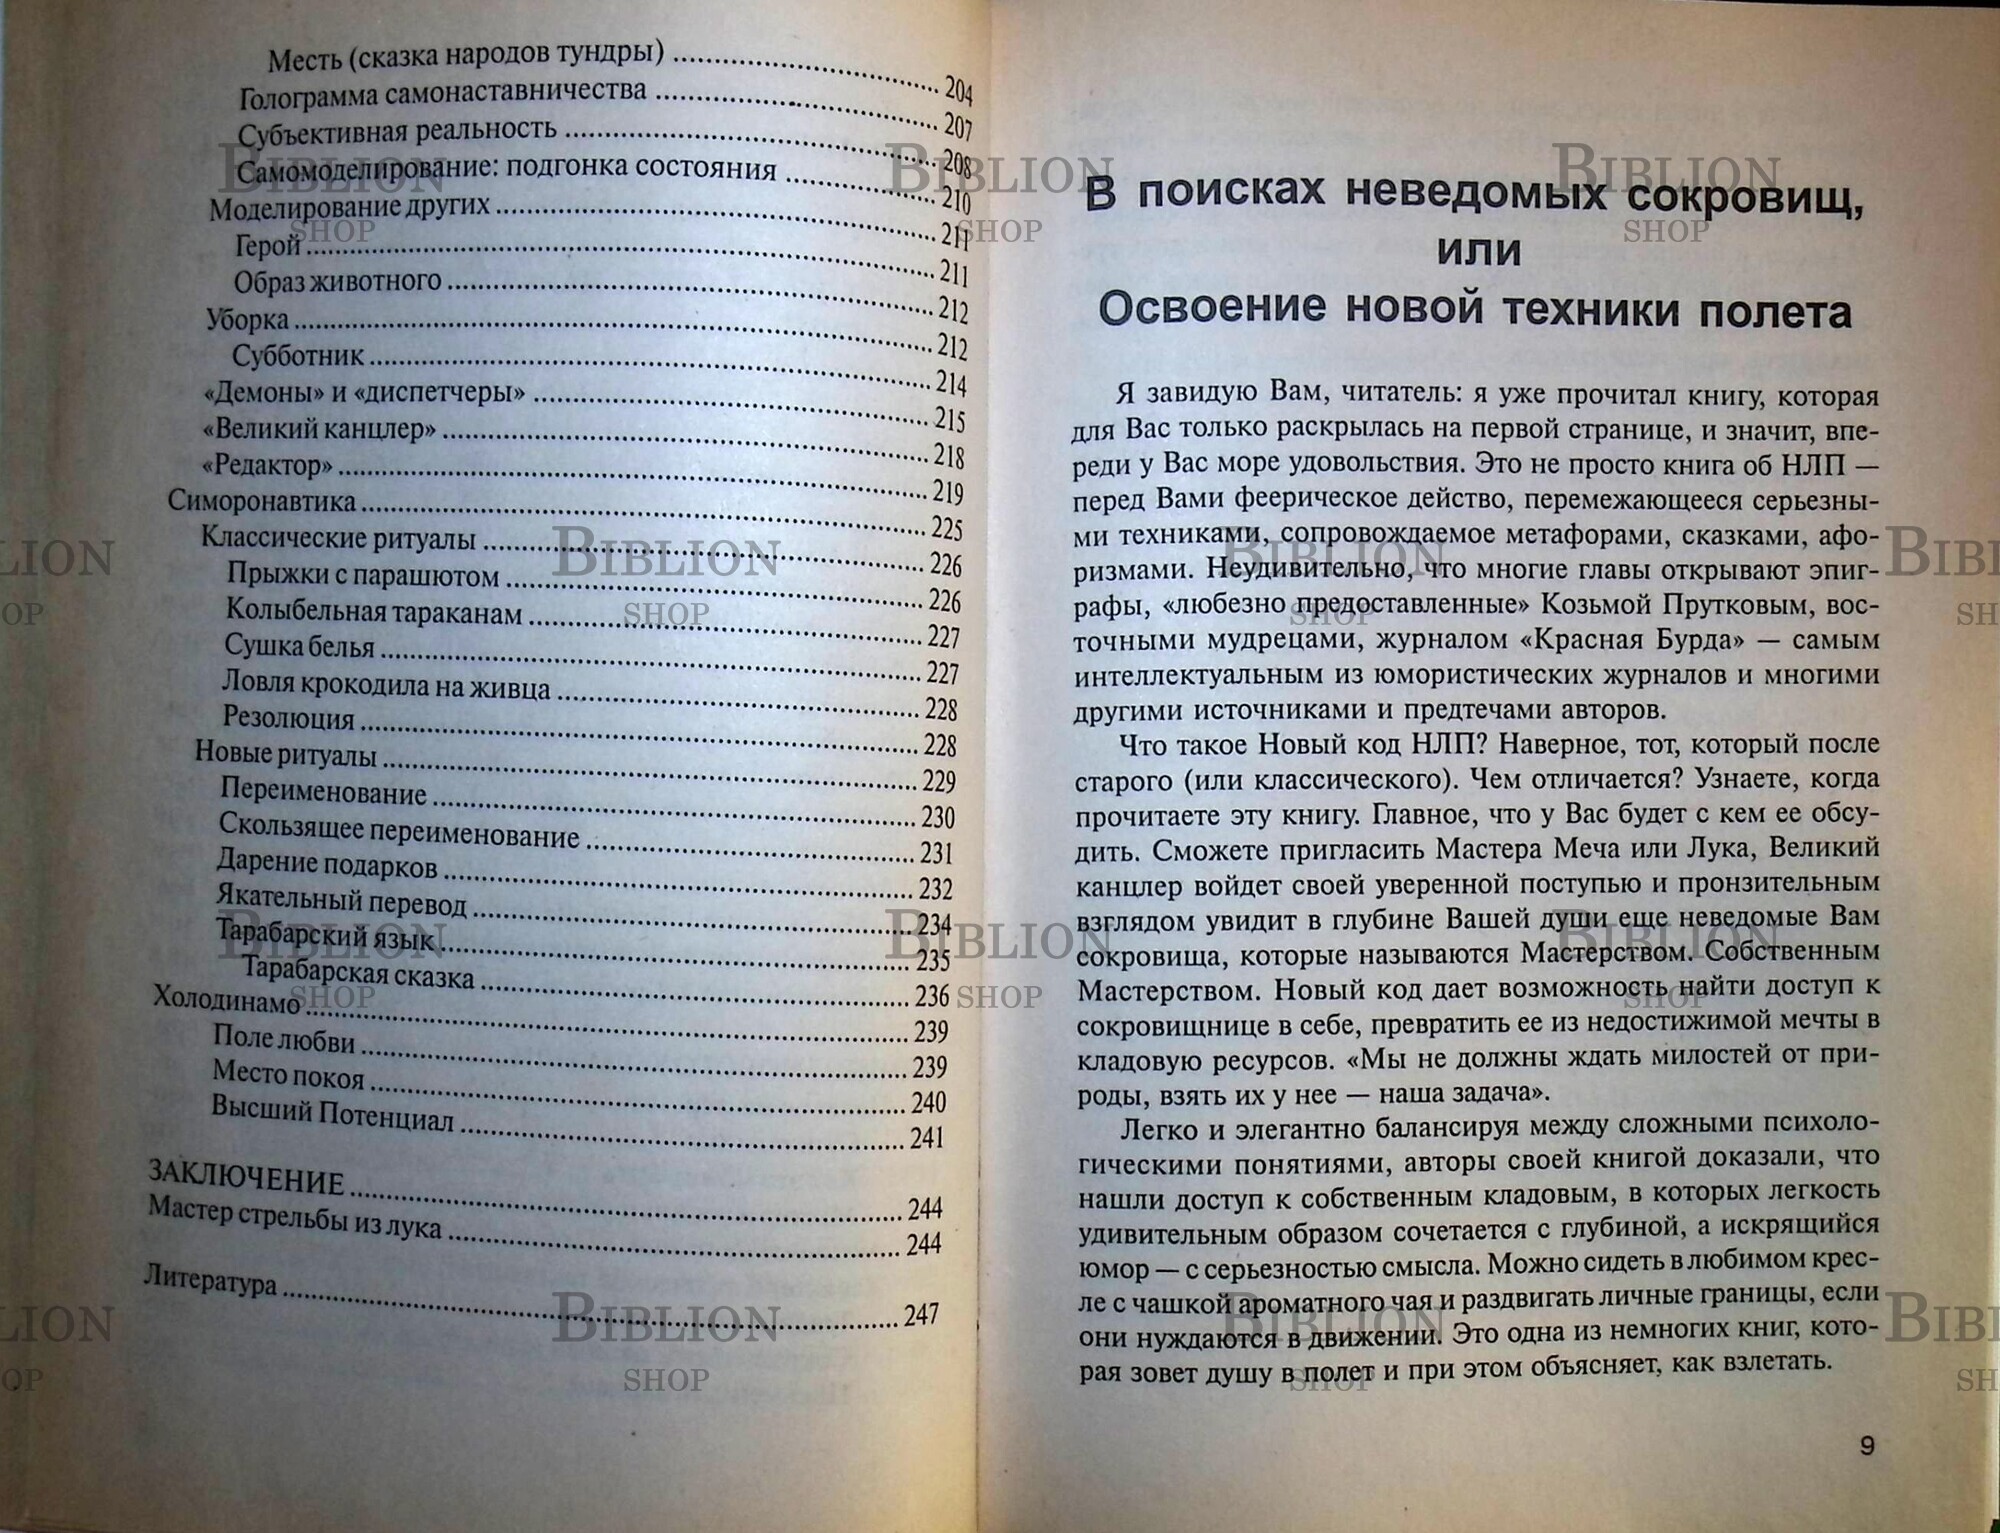 Месть (сказка народов тундры) ........ 204
Голограмма самонаставничества ........ 207
Субъективная реальность ........ 208
Самомоделирование: подгонка состояния ........ 210
Моделирование других ........ 211
Герой ........ 211
Образ животного ........ 212
Уборка ........ 212
Субботник ........ 214
«Демоны» и «диспетчеры» ........ 215
«Великий канцлер» ........ 218
«Редактор» ........ 219
Симоронавтика ........ 225
Классические ритуалы ........ 226
Прыжки с парашютом ........ 226
Колыбельная тараканам ........ 227
Сушка белья ........ 227
Ловля крокодила на живца ........ 228
Резолюция ........ 228
Новые ритуалы ........ 229
Переименование ........ 230
Скользящее переименование ........ 231
Дарение подарков ........ 232
Якательный перевод ........ 234
Тарабарский язык ........ 235
Тарабарская сказка ........ 236
Холодинамо ........ 239
Поле любви ........ 239
Место покоя ........ 240
Высший Потенциал ........ 241
ЗАКЛЮЧЕНИЕ ........ 244
Мастер стрельбы из лука ........ 244
Литература ........ 247
В поисках неведомых сокровищ,
или
Освоение новой техники полета
Я завидую Вам, читатель: я уже прочитал книгу, которая
для Вас только раскрылась на первой странице, и значит, впе-
реди у Вас море удовольствия. Это не просто книга об НЛП —
перед Вами феерическое действо, перемежающееся серьезны-
ми техниками, сопровождаемое метафорами, сказками, афо-
ризмами. Неудивительно, что многие главы открывают эпиг-
рафы, «любезно предоставленные» Козьмой Прутковым, вос-
точными мудрецами, журналом «Красная Бурда» — самым
интеллектуальным из юмористических журналов и многими
другими источниками и предтечами авторов.
Что такое Новый код НЛП? Наверное, тот, который после
старого (или классического). Чем отличается? Узнаете, когда
прочитаете эту книгу. Главное, что у Вас будет с кем ее обсу-
дить. Сможете пригласить Мастера Меча или Лука, Великий
канцлер войдет своей уверенной поступью и пронзительным
взглядом увидит в глубине Вашей души еще неведомые Вам
сокровища, которые называются Мастерством. Собственным
Мастерством. Новый код дает возможность найти доступ к
сокровищнице в себе, превратить ее из недостижимой мечты в
кладовую ресурсов. «Мы не должны ждать милостей от при-
роды, взять их у нее — наша задача».
Легко и элегантно балансируя между сложными психоло-
гическими понятиями, авторы своей книгой доказали, что
нашли доступ к собственным кладовым, в которых легкость
удивительным образом сочетается с глубиной, а искрящийся
юмор — с серьезностью смысла. Можно сидеть в любимом крес-
ле с чашкой ароматного чая и раздвигать личные границы, если
они нуждаются в движении. Это одна из немногих книг, кото-
рая зовет душу в полет и при этом объясняет, как взлетать.
9
BIBLION
SHOP